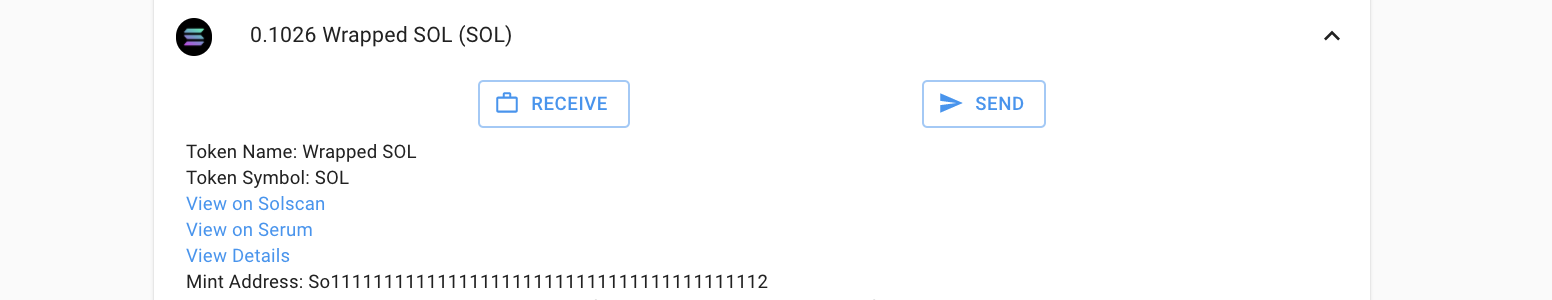 0.1026 Wrapped SOL (SOL)
RECEIVE
SEND
Token Name: Wrapped SOL
Token Symbol: SOL
View on Solscan
View on Serum
View Details
Mint Address: So11111111111111111111111111111111111111112